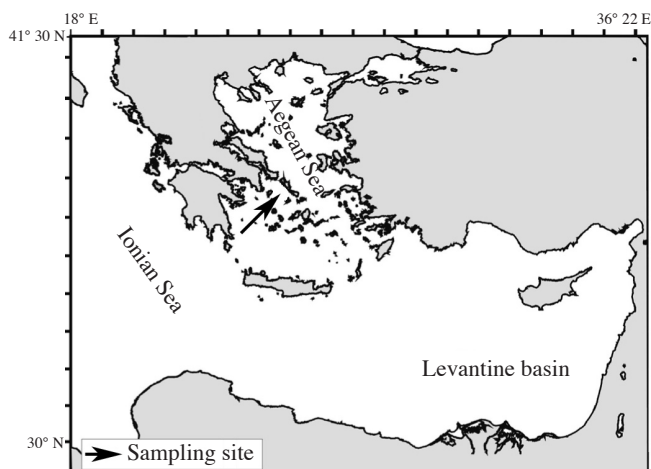 18° E
36° 22 E
41° 30 N
Aegean Sea
Ionian Sea
Levantine basin
30° N
Sampling site